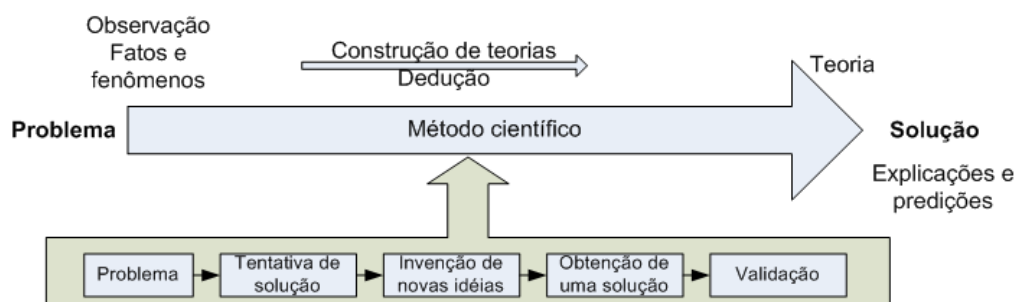 Observação
Fatos e
fenômenos
Construção de teorias
Dedução
Teoria
Problema
Método científico
Solução
Explicações e
predições
Problema
Tentativa de
solução
Invenção de
novas idéias
Obtenção de
uma solução
Validação